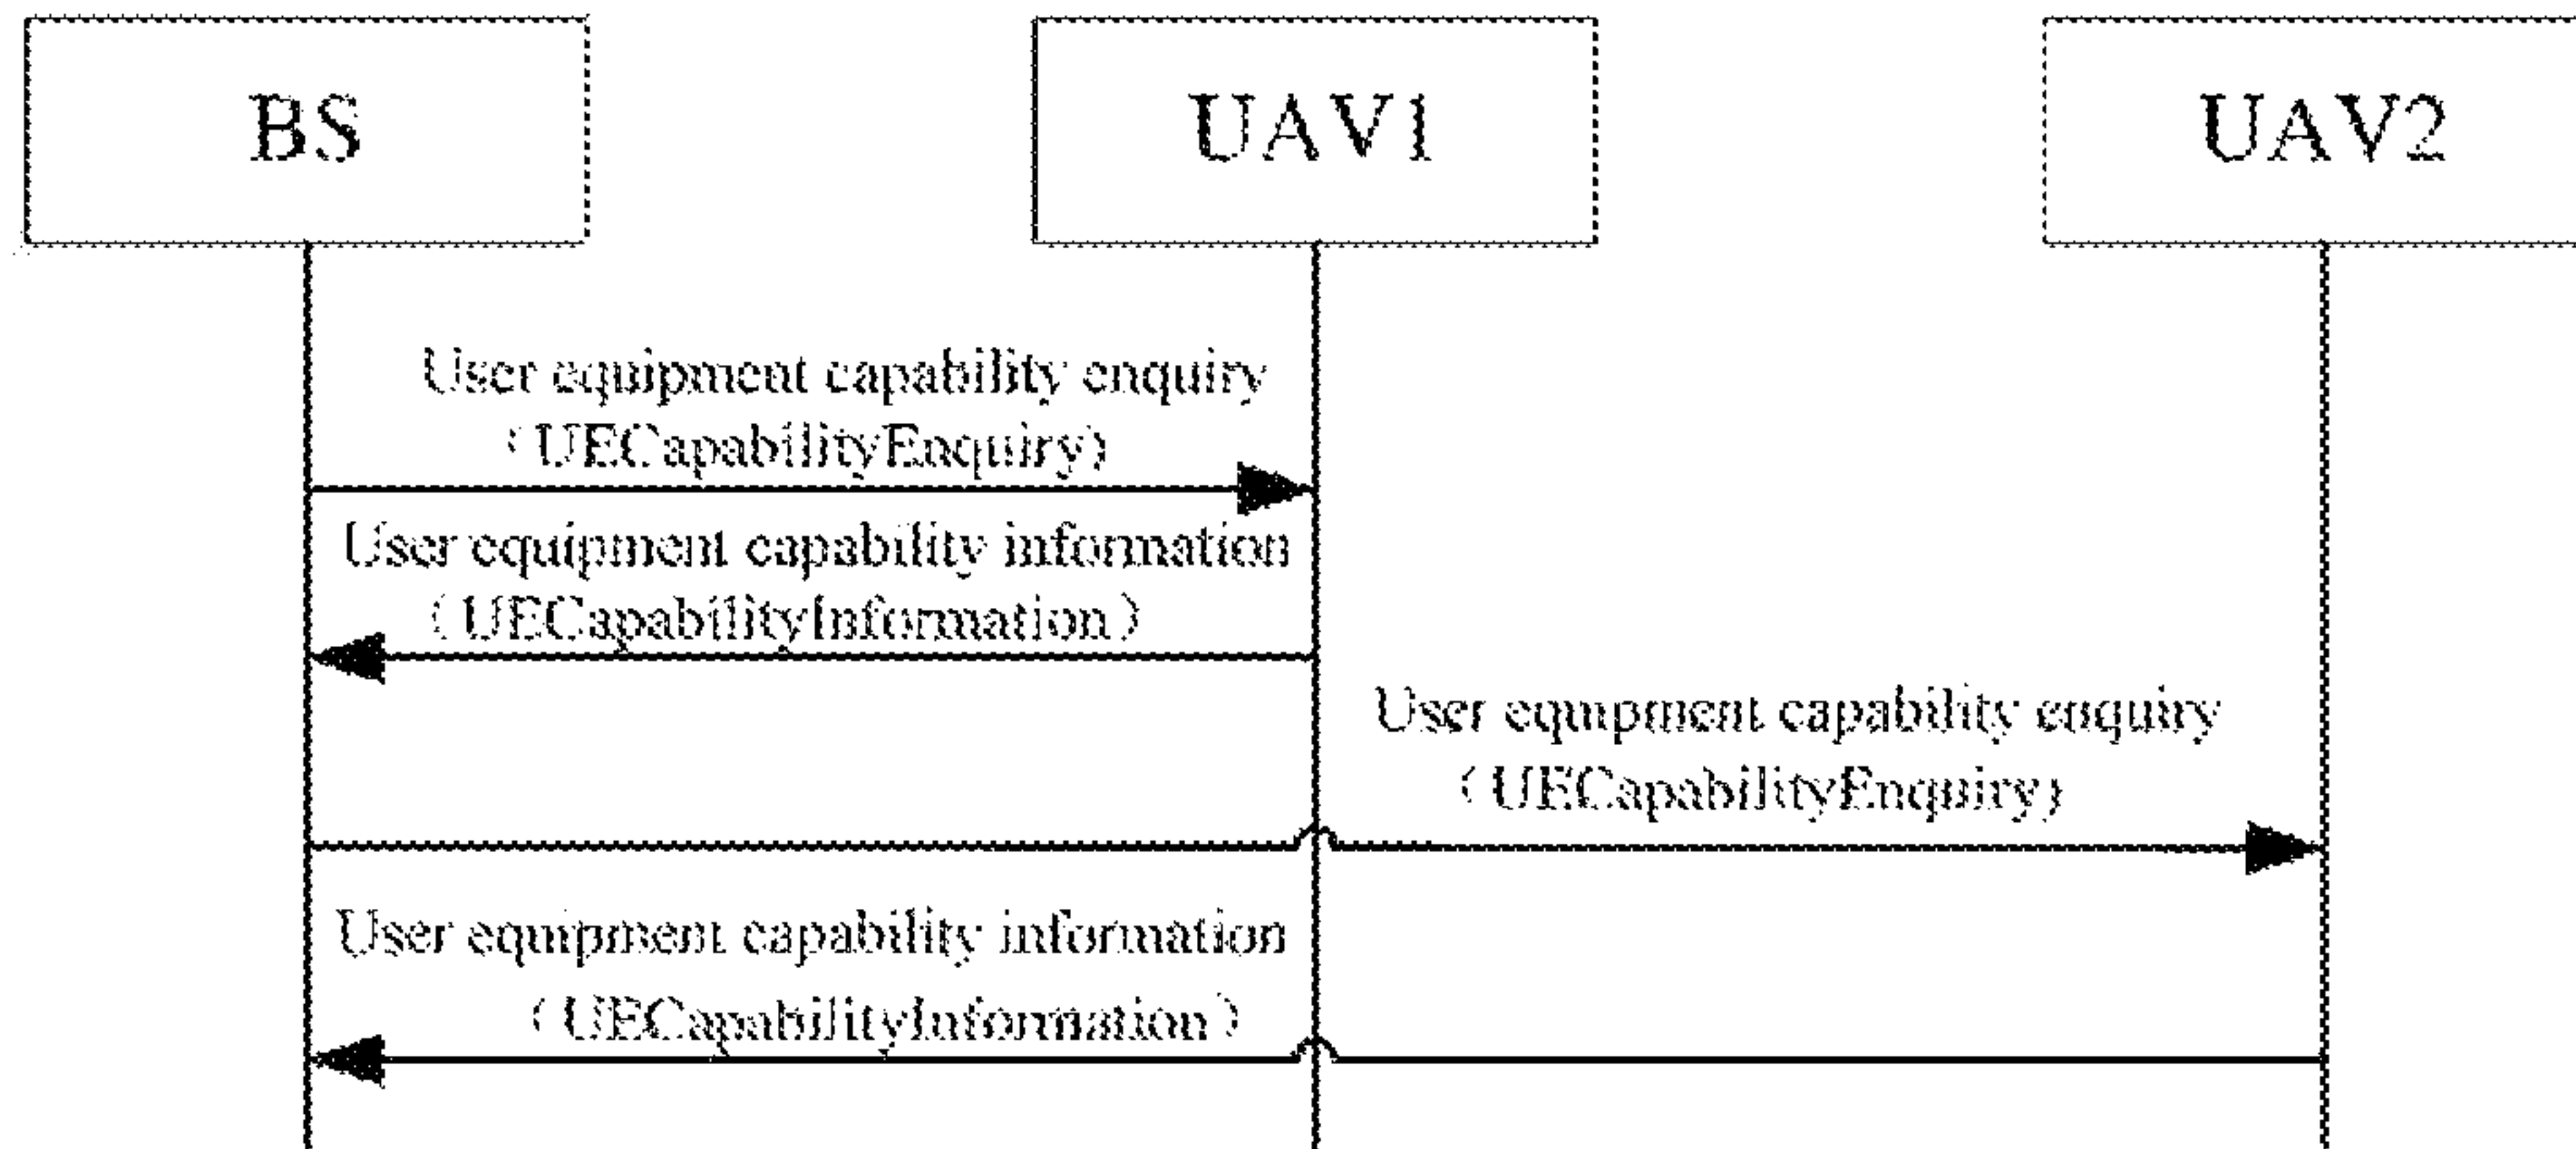 BS
UAV1
UAV2
User equipment capability enquiry
（UECapabilityEnquiry)
User equipment capability information
（UECapabilityInformation）
User equipment capability enquiry
（UECapabilityEnquiry)
User equipment capability information
（UECapabilityInformation）